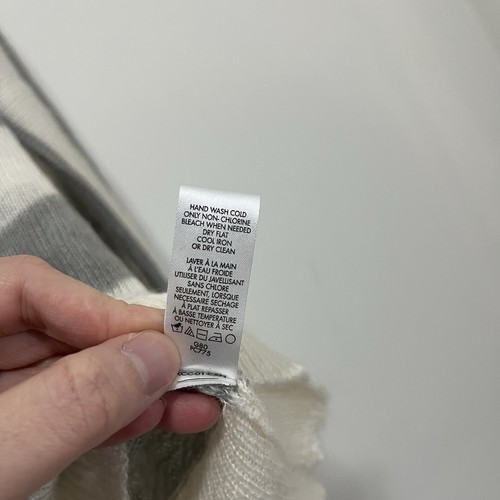 HAND WASH COLD
ONLY NON-CHLORINE
BLEACH WHEN NEEDED
DRY FLAT
COOL IRON
OR DRY CLEAN
LAVER À LA MAIN
À L'EAU FROIDE
UTILISER DU JAVELLISANT
SANS CHLORE
SEULEMENT, LORSQUE
NECESSAIRE SECHAGE
À PLAT REPASSER
À BASSE TEMPERATURE
OU NETTOYER À SEC
G80